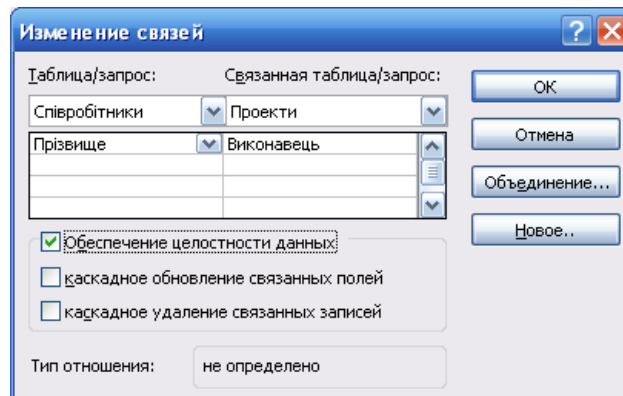 Изменение связей
Таблица/запрос: Связанная таблица/запрос:
Співробітники Проекти
Прізвище Виконавець
Обеспечение целостности данных
каскадное обновление связанных полей
каскадное удаление связанных записей
Тип отношения: не определено
ОК
Отмена
Объединение...
Новое..